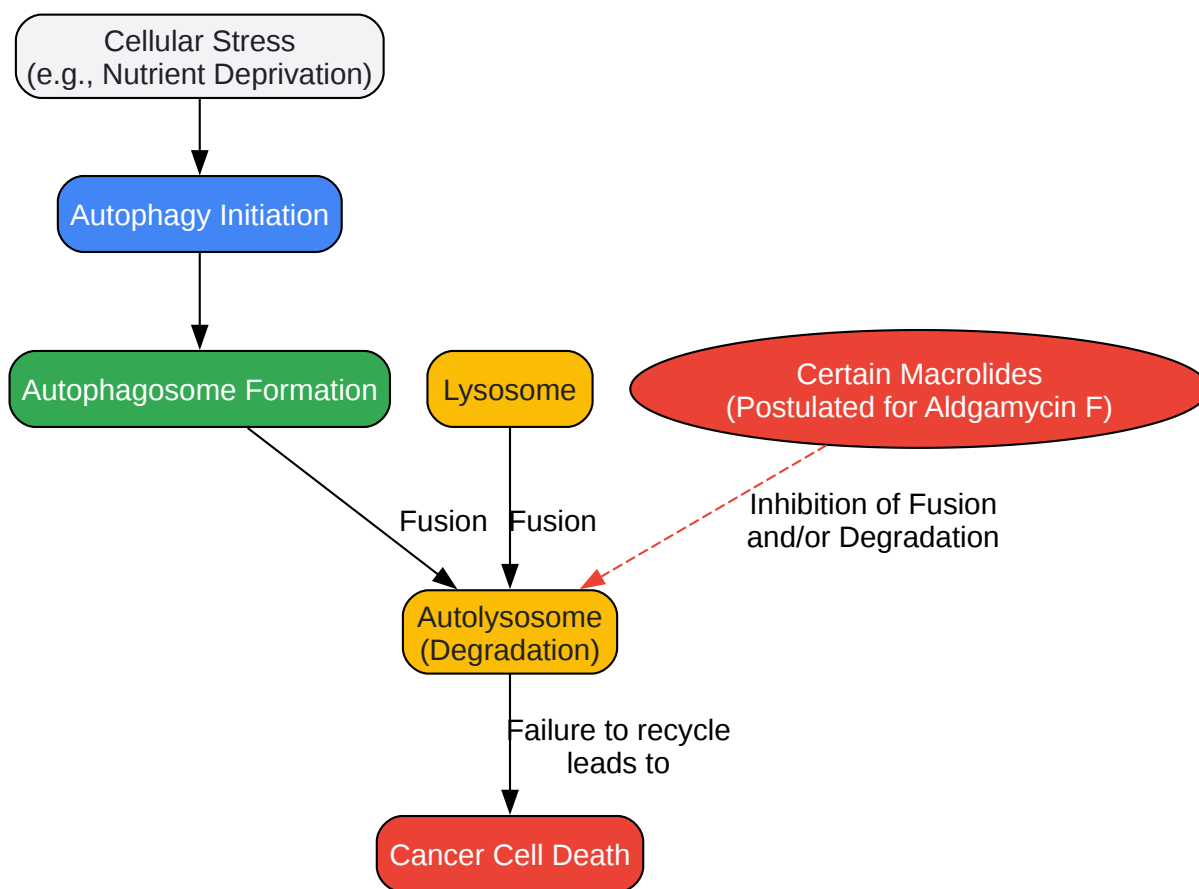 Cellular Stress
(e.g., Nutrient Deprivation)
Autophagy Initiation
Autophagosome Formation
Lysosome
Certain Macrolides
(Postulated for Aldgamycin F)
Fusion
Fusion
Inhibition of Fusion
and/or Degradation
Autolysosome
(Degradation)
Failure to recycle
leads to
Cancer Cell Death